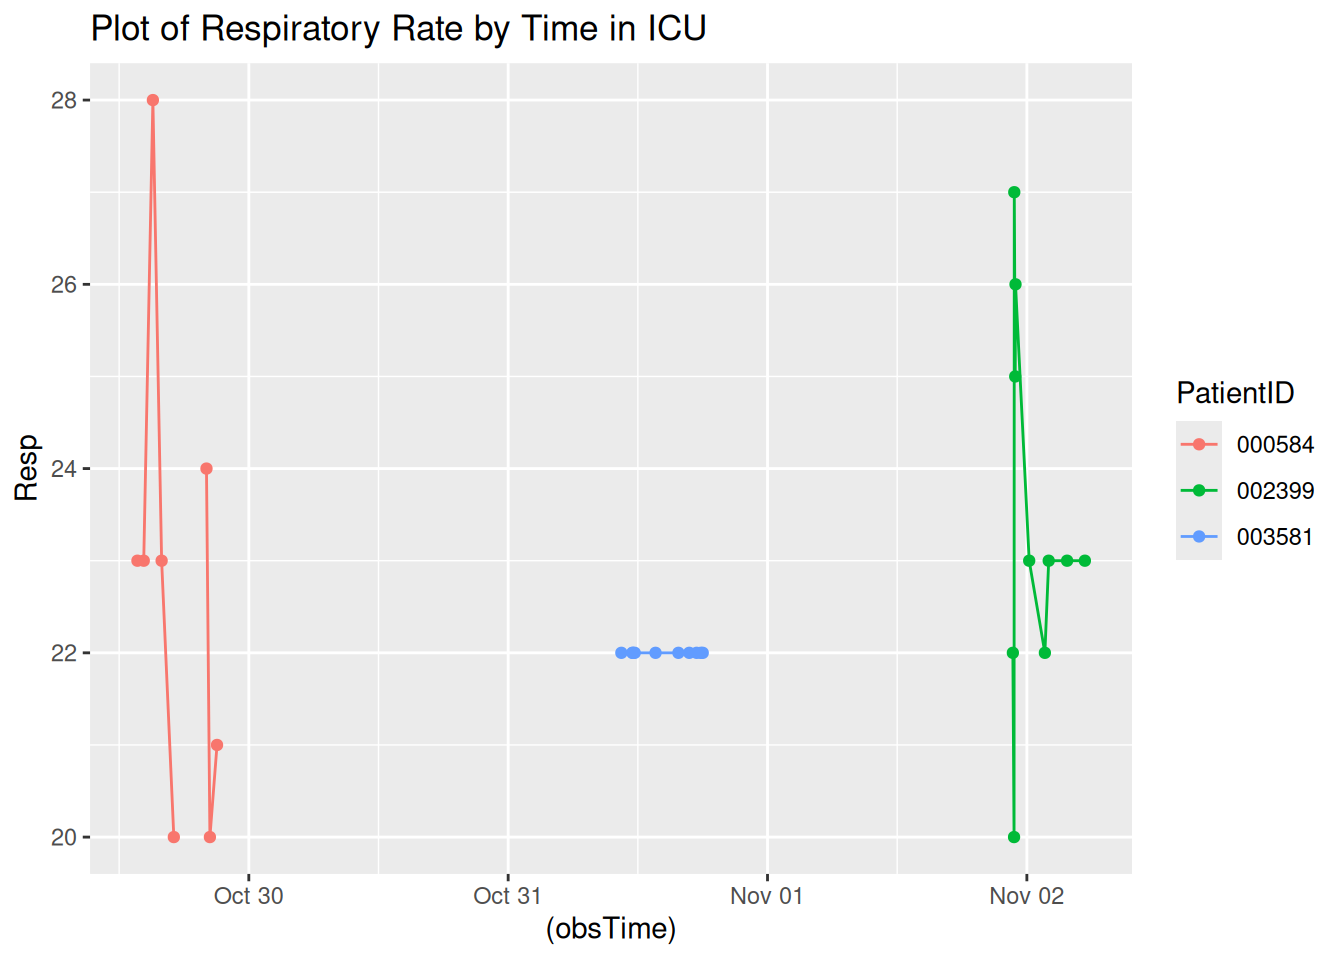 Plot of Respiratory Rate by Time in ICU
28
26
24
22
20
Resp
Oct 30 Oct 31 Nov 01 Nov 02
(obsTime)
PatientID
000584
002399
003581